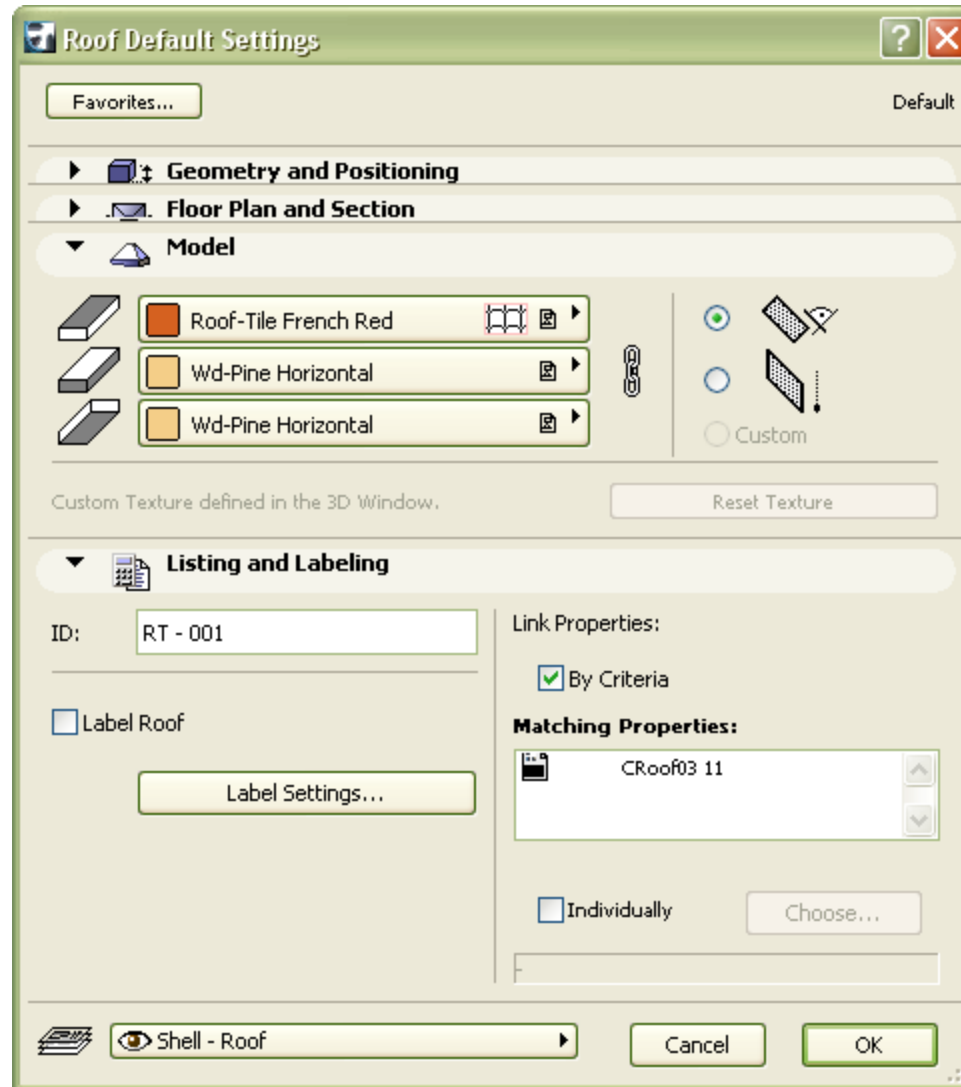 Roof Default Settings
Favorites...
Default
Geometry and Positioning
Floor Plan and Section
Model
Roof-Tile French Red
Wd-Pine Horizontal
Wd-Pine Horizontal
Custom
Custom Texture defined in the 3D Window.
Reset Texture
Listing and Labeling
ID:
RT - 001
Link Properties:
By Criteria
Label Roof
Matching Properties:
CRoof03 11
Label Settings...
Individually
Choose...
-
Shell - Roof
Cancel
OK